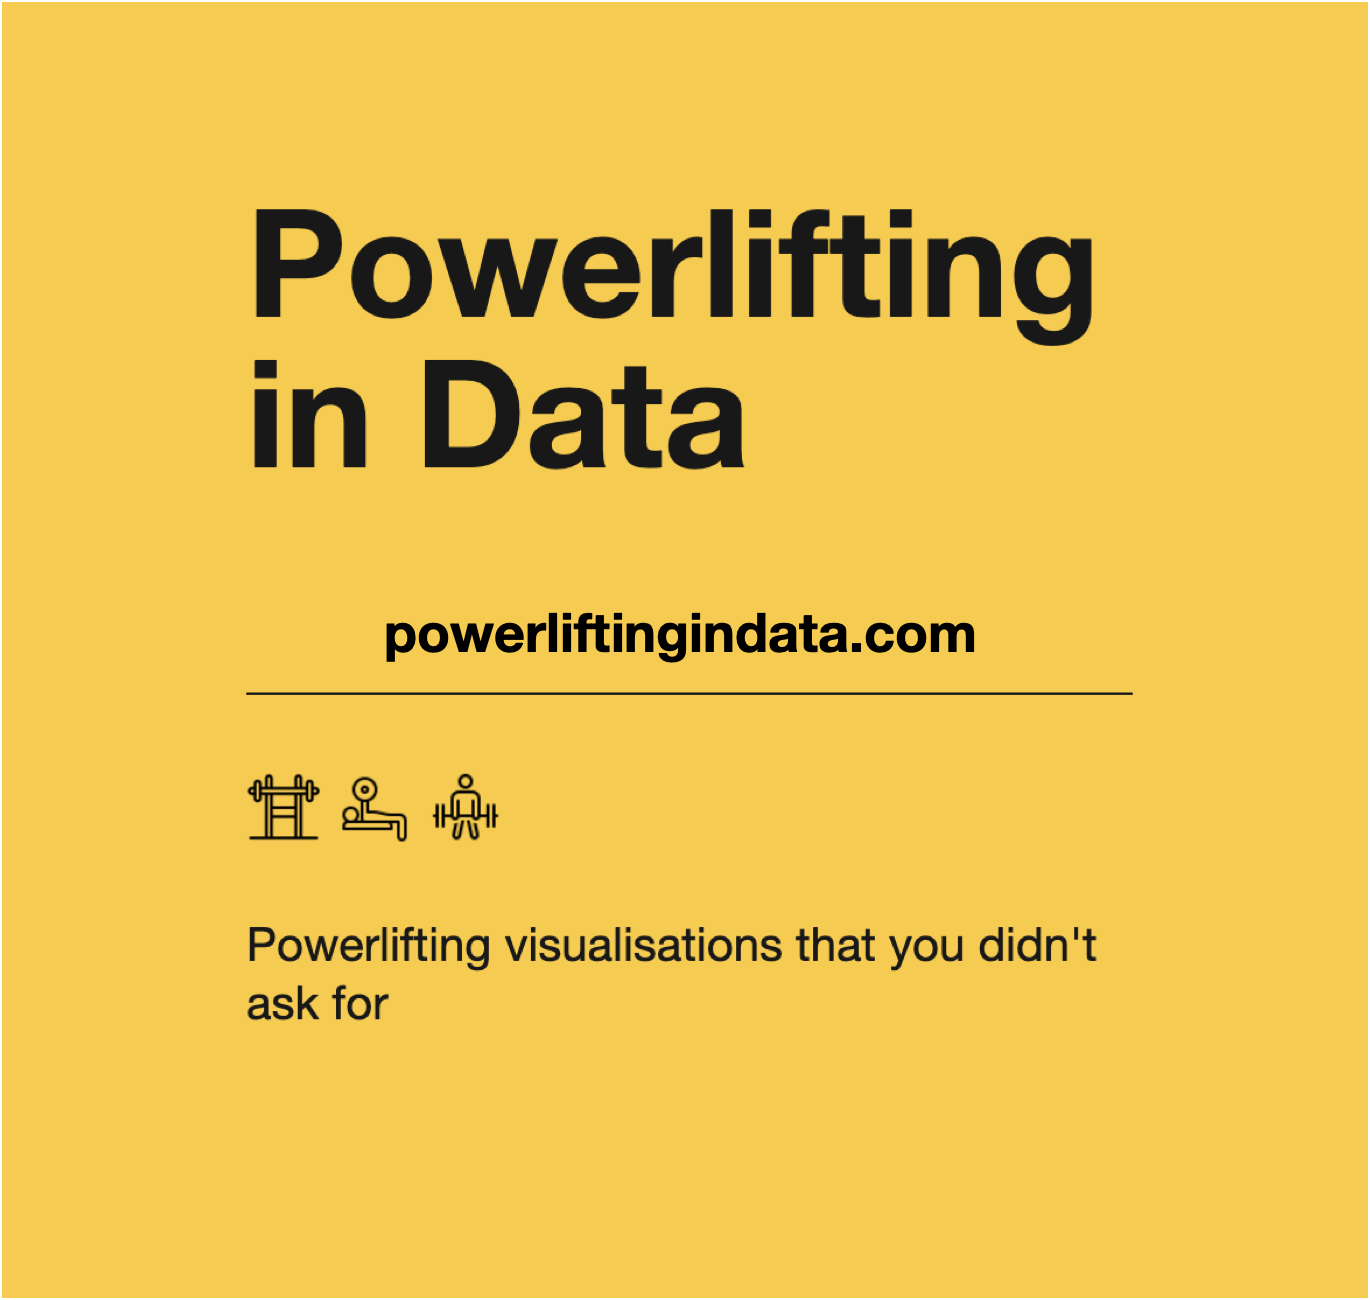 Powerlifting
in Data
powerliftingindata.com
Powerlifting visualisations that you didn't
ask for